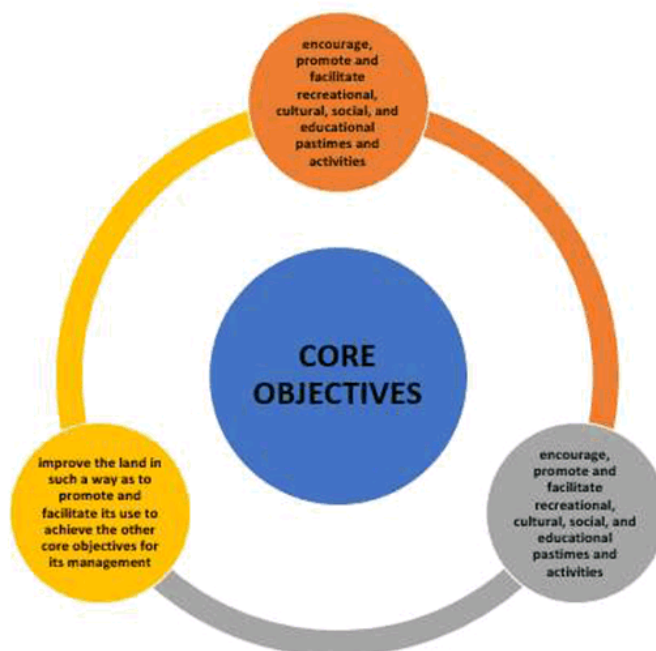 encourage,
promote and
facilitate
recreational,
cultural, social, and
educational
pastimes and
activities
CORE
OBJECTIVES
improve the land in
such a way as to
promote and
facilitate its use to
achieve the other
core objectives for
its management
encourage,
promote and
facilitate
recreational,
cultural, social, and
educational
pastimes and
activities